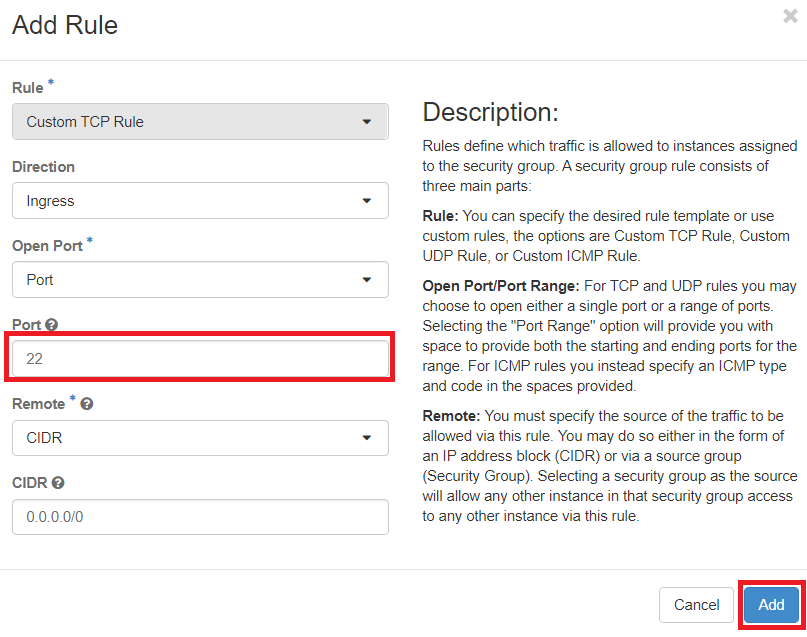 Add Rule
×
Rule *
Custom TCP Rule
Direction
Ingress
Open Port *
Port
Port
22
Remote *
CIDR
CIDR
0.0.0.0/0
Description:
Rules define which traffic is allowed to instances assigned
to the security group. A security group rule consists of
three main parts:
Rule: You can specify the desired rule template or use
custom rules, the options are Custom TCP Rule, Custom
UDP Rule, or Custom ICMP Rule.
Open Port/Port Range: For TCP and UDP rules you may
choose to open either a single port or a range of ports.
Selecting the "Port Range" option will provide you with
space to provide both the starting and ending ports for the
range. For ICMP rules you instead specify an ICMP type
and code in the spaces provided.
Remote: You must specify the source of the traffic to be
allowed via this rule. You may do so either in the form of
an IP address block (CIDR) or via a source group
(Security Group). Selecting a security group as the source
will allow any other instance in that security group access
to any other instance via this rule.
Cancel
Add